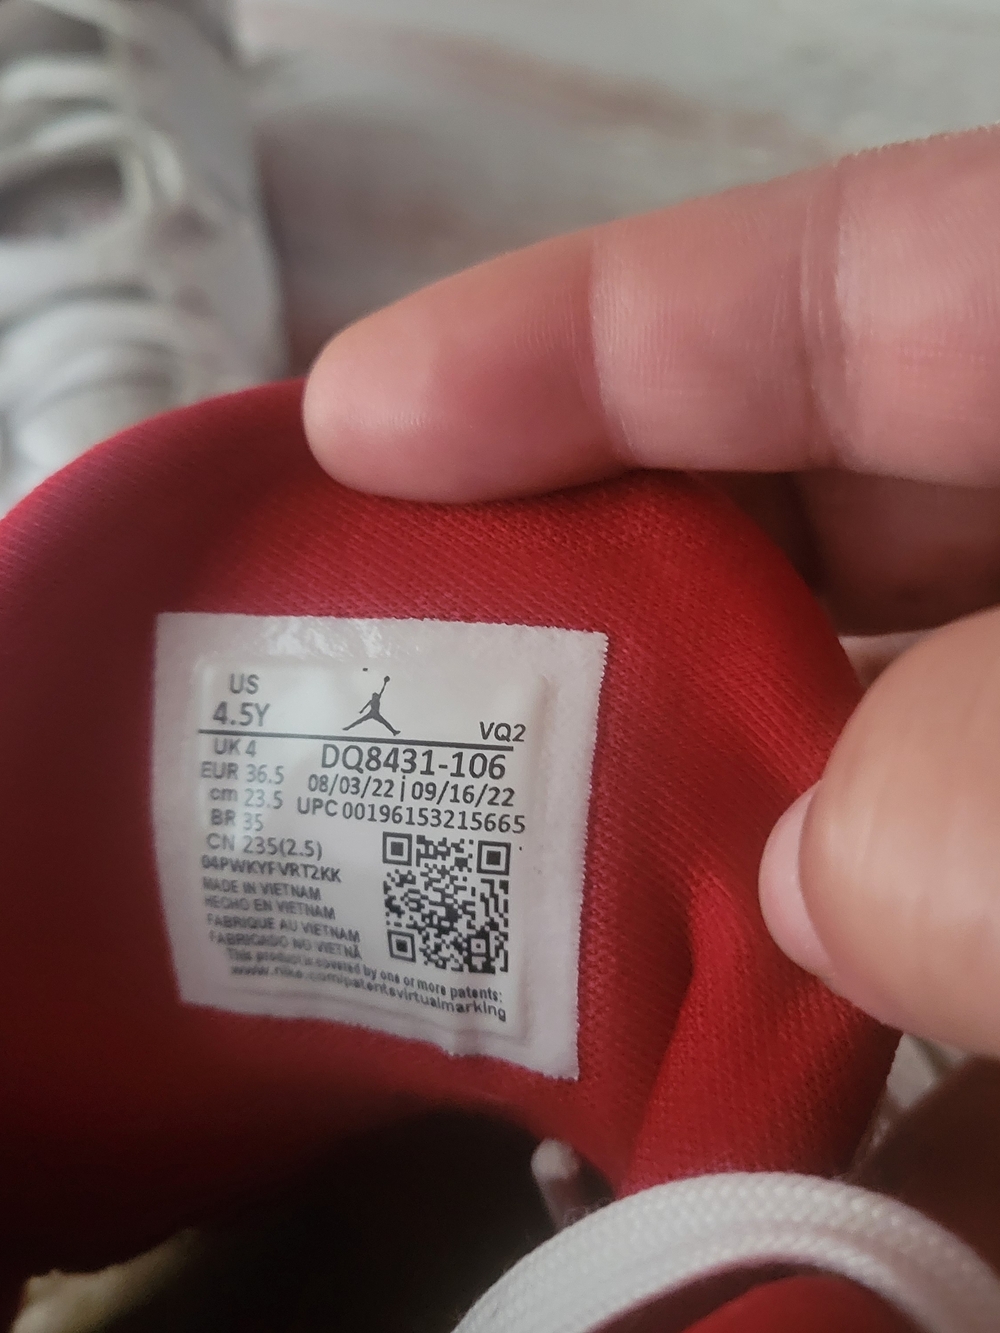 US
4.5Y
VQ2
UK 4
EUR 36.5
cm 23.5
BR 35
CN 235(2.5)
DQ8431-106
08/03/22 | 09/16/22
UPC 00196153215665
04PWKYFVRT2KK
MADE IN VIETNAM
HECHO EN VIETNAM
FABRIQUE AU VIETNAM
FABRICADO NO VIETNÃ
This product is covered by one or more patents:
www.nike.com/patentsvirtualmarking